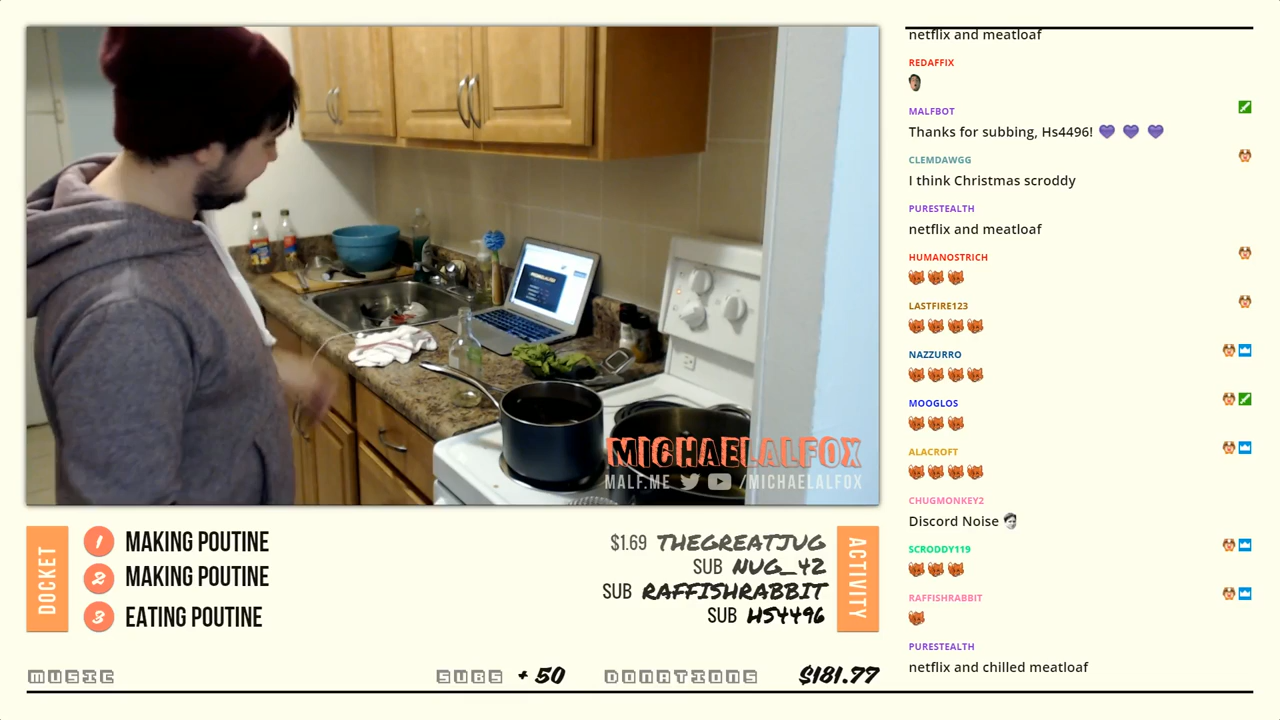 MICHAELALFOX
MALF.ME /MICHAELALFOX
DOCKET
1 MAKING POUTINE
2 MAKING POUTINE
3 EATING POUTINE
$1.69 THEGREATJUG
SUB NUG_42
SUB RAFFISHRABBIT
SUB HS4496
ACTIVITY
MUSIC
SUBS + 50
DONATIONS $181.77
netflix and meatloaf
REDAFFIX
MALFBOT
Thanks for subbing, Hs4496!
CLEMDAWGG
I think Christmas scroddy
PURESTEALTH
netflix and meatloaf
HUMANOSTRICH
LASTFIRE123
NAZZURRO
MOOGLOS
ALACROFT
CHUGMONKEY2
Discord Noise
SCRODDY119
RAFFISHRABBIT
PURESTEALTH
netflix and chilled meatloaf